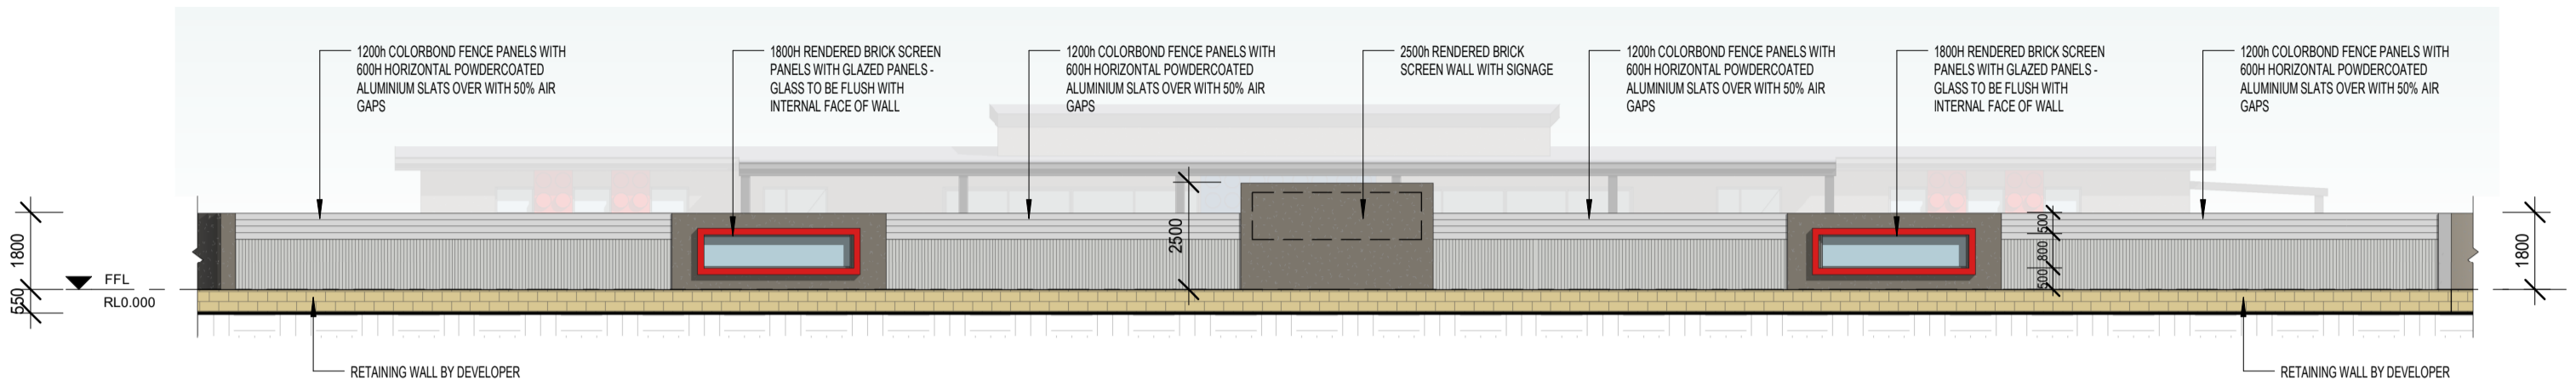 1200h COLORBOND FENCE PANELS WITH
600H HORIZONTAL POWDERCOATED
ALUMINIUM SLATS OVER WITH 50% AIR
GAPS
1800H RENDERED BRICK SCREEN
PANELS WITH GLAZED PANELS -
GLASS TO BE FLUSH WITH
INTERNAL FACE OF WALL
1200h COLORBOND FENCE PANELS WITH
600H HORIZONTAL POWDERCOATED
ALUMINIUM SLATS OVER WITH 50% AIR
GAPS
2500h RENDERED BRICK
SCREEN WALL WITH SIGNAGE
1200h COLORBOND FENCE PANELS WITH
600H HORIZONTAL POWDERCOATED
ALUMINIUM SLATS OVER WITH 50% AIR
GAPS
1800H RENDERED BRICK SCREEN
PANELS WITH GLAZED PANELS -
GLASS TO BE FLUSH WITH
INTERNAL FACE OF WALL
1200h COLORBOND FENCE PANELS WITH
600H HORIZONTAL POWDERCOATED
ALUMINIUM SLATS OVER WITH 50% AIR
GAPS
1800
550
FFL
RL0.000
2500
500
800
500
1800
RETAINING WALL BY DEVELOPER
RETAINING WALL BY DEVELOPER